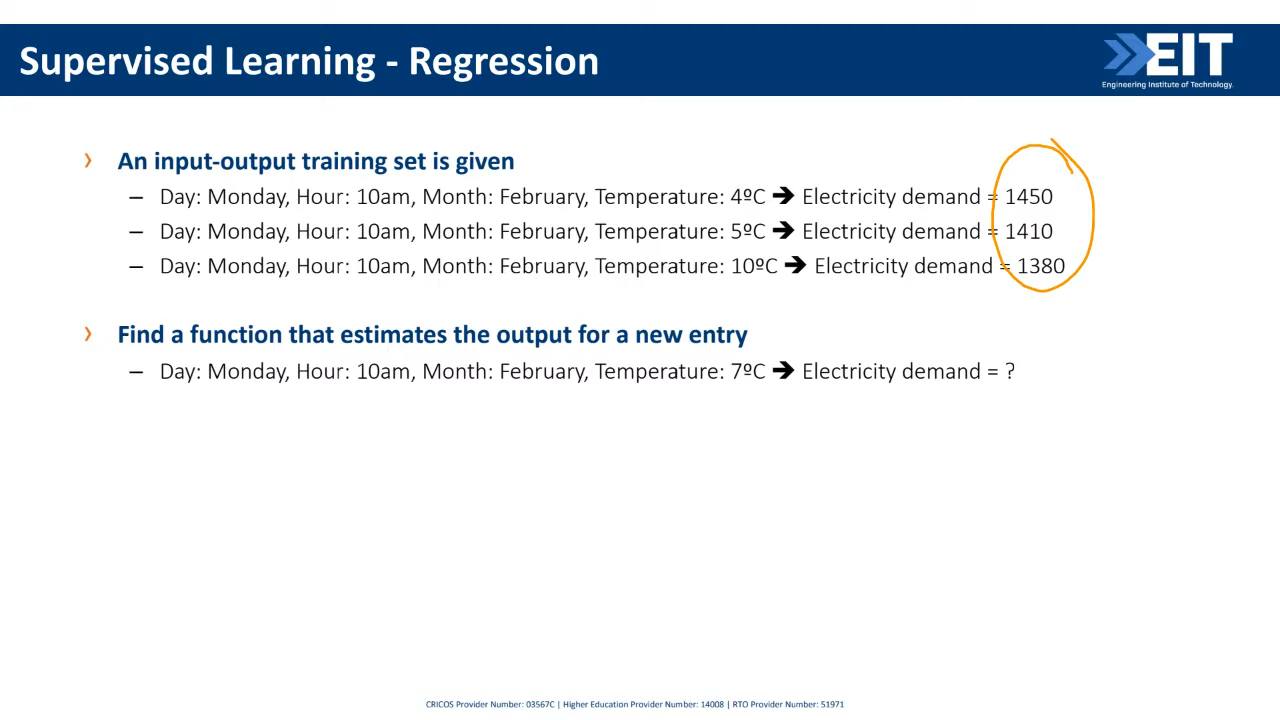 Supervised Learning - Regression
EIT
Engineering Institute of Technology.
› An input-output training set is given
– Day: Monday, Hour: 10am, Month: February, Temperature: 4ºC 🡺 Electricity demand = 1450
– Day: Monday, Hour: 10am, Month: February, Temperature: 5ºC 🡺 Electricity demand = 1410
– Day: Monday, Hour: 10am, Month: February, Temperature: 10ºC 🡺 Electricity demand = 1380
› Find a function that estimates the output for a new entry
– Day: Monday, Hour: 10am, Month: February, Temperature: 7ºC 🡺 Electricity demand = ?
CRICOS Provider Number: 03567C | Higher Education Provider Number: 14008 | RTO Provider Number: 51971